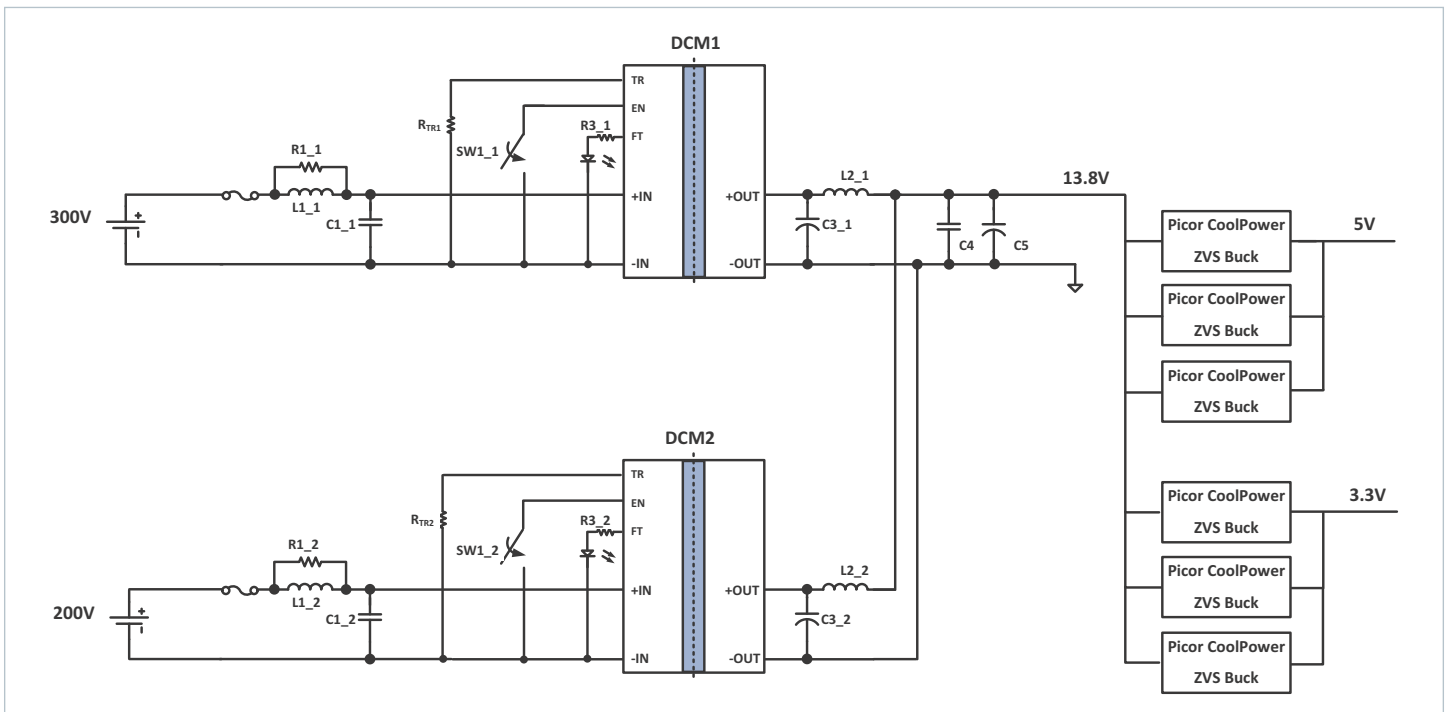 DCM1
TR
EN
FT
+IN
-IN
+OUT
-OUT
RTR1
SW1_1
R3_1
R1_1
L1_1
C1_1
300V
+
L2_1
C3_1
C4
C5
13.8V
Picor CoolPower
ZVS Buck
5V
Picor CoolPower
ZVS Buck
Picor CoolPower
ZVS Buck
DCM2
TR
EN
FT
+IN
-IN
+OUT
-OUT
RTR2
SW1_2
R3_2
R1_2
L1_2
C1_2
200V
+
L2_2
C3_2
Picor CoolPower
ZVS Buck
3.3V
Picor CoolPower
ZVS Buck
Picor CoolPower
ZVS Buck